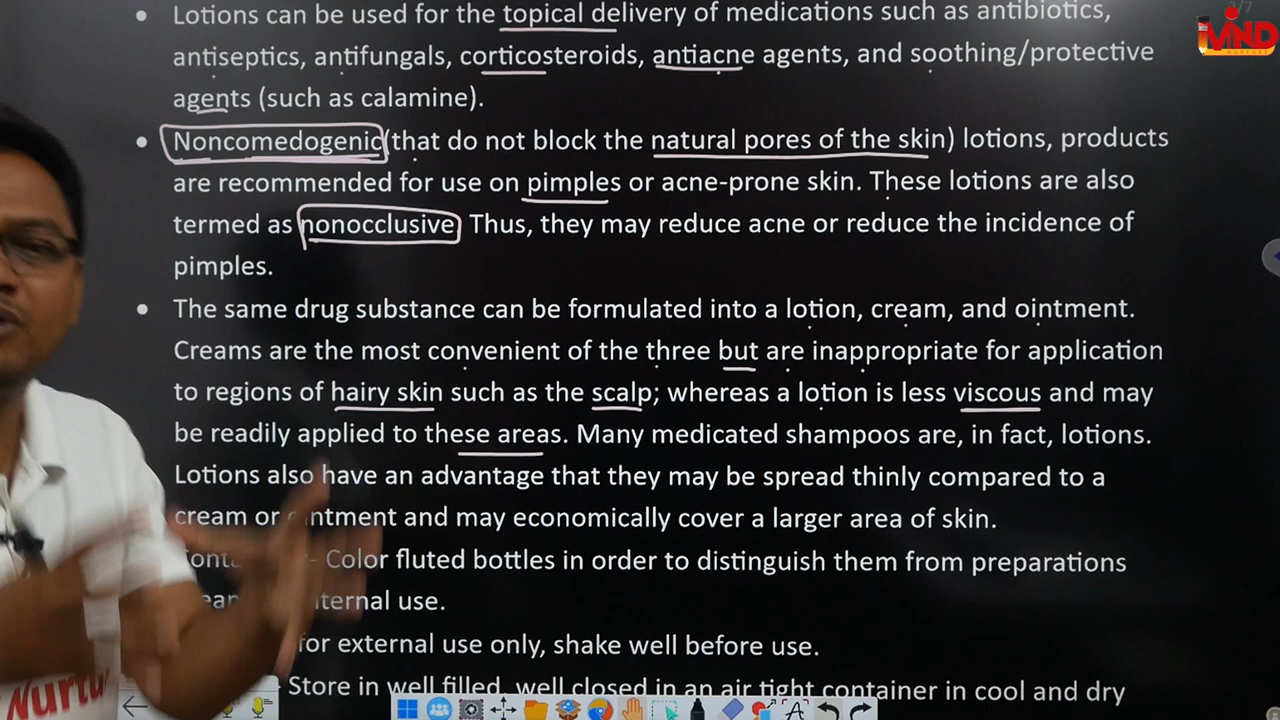 Lotions can be used for the topical delivery of medications such as antibiotics,
antiseptics, antifungals, corticosteroids, antiacne agents, and soothing/protective
agents (such as calamine).
Noncomedogenic (that do not block the natural pores of the skin) lotions, products
are recommended for use on pimples or acne-prone skin. These lotions are also
termed as nonocclusive. Thus, they may reduce acne or reduce the incidence of
pimples.
The same drug substance can be formulated into a lotion, cream, and ointment.
Creams are the most convenient of the three but are inappropriate for application
to regions of hairy skin such as the scalp; whereas a lotion is less viscous and may
be readily applied to these areas. Many medicated shampoos are, in fact, lotions.
Lotions also have an advantage that they may be spread thinly compared to a
cream or ointment and may economically cover a larger area of skin.
- Color fluted bottles in order to distinguish them from preparations
internal use.
for external use only, shake well before use.
- Store in well filled, well closed in an air tight container in cool and dry
MND